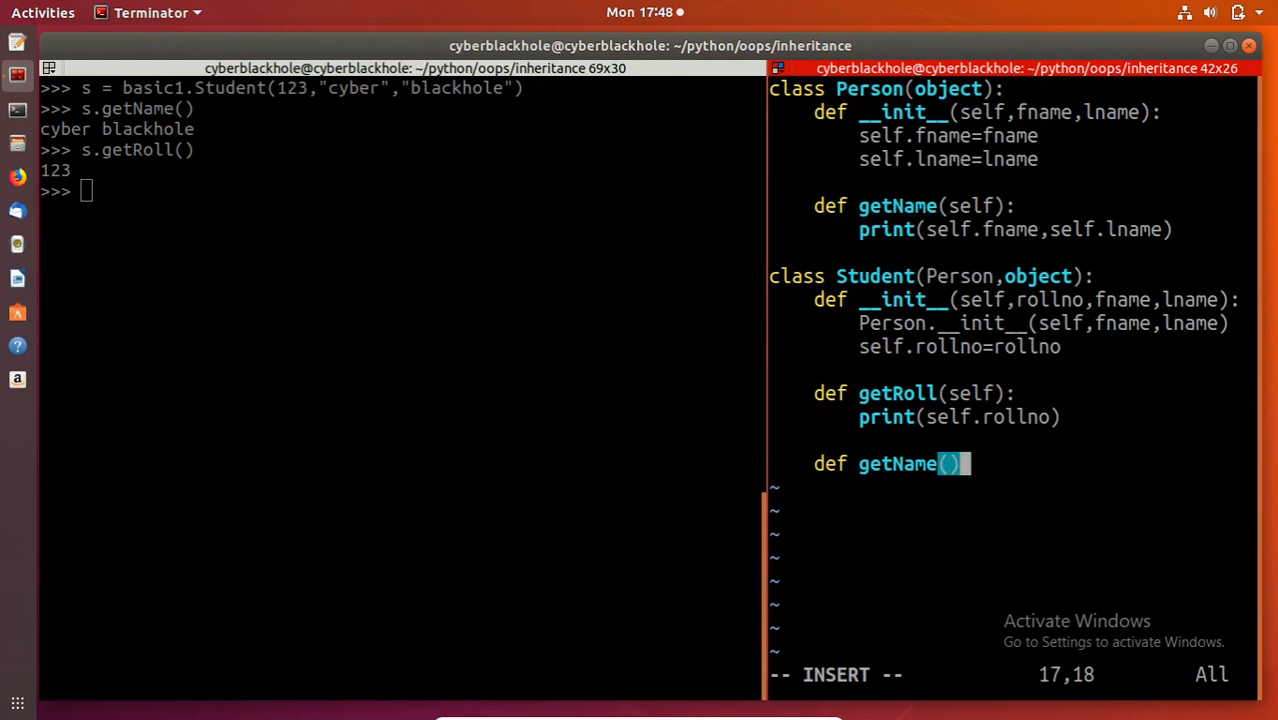 Activities
Terminator
Mon 17:48
cyberblackhole@cyberblackhole: ~/python/oops/inheritance
cyberblackhole@cyberblackhole: ~/python/oops/inheritance 69x30
>>> s = basic1.Student(123,"cyber","blackhole")
>>> s.getName()
cyber blackhole
>>> s.getRoll()
123
>>>
cyberblackhole@cyberblackhole: ~/python/oops/inheritance 42x26
class Person(object):
    def __init__(self,fname,lname):
        self.fname=fname
        self.lname=lname
    def getName(self):
        print(self.fname,self.lname)
class Student(Person,object):
    def __init__(self,rollno,fname,lname):
        Person.__init__(self,fname,lname)
        self.rollno=rollno
    def getRoll(self):
        print(self.rollno)
    def getName()
~
~
~
~
~
~
~
~
Activate Windows
Go to Settings to activate Windows.
-- INSERT -- 17,18 All